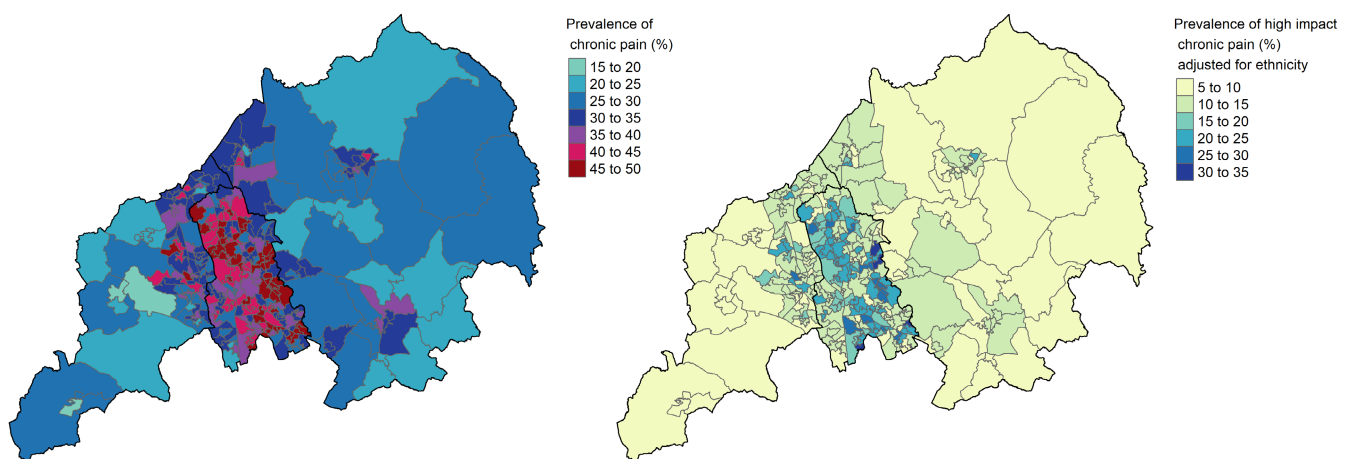 Prevalence of
chronic pain (%)
15 to 20
20 to 25
25 to 30
30 to 35
35 to 40
40 to 45
45 to 50
Prevalence of high impact
chronic pain (%)
adjusted for ethnicity
5 to 10
10 to 15
15 to 20
20 to 25
25 to 30
30 to 35